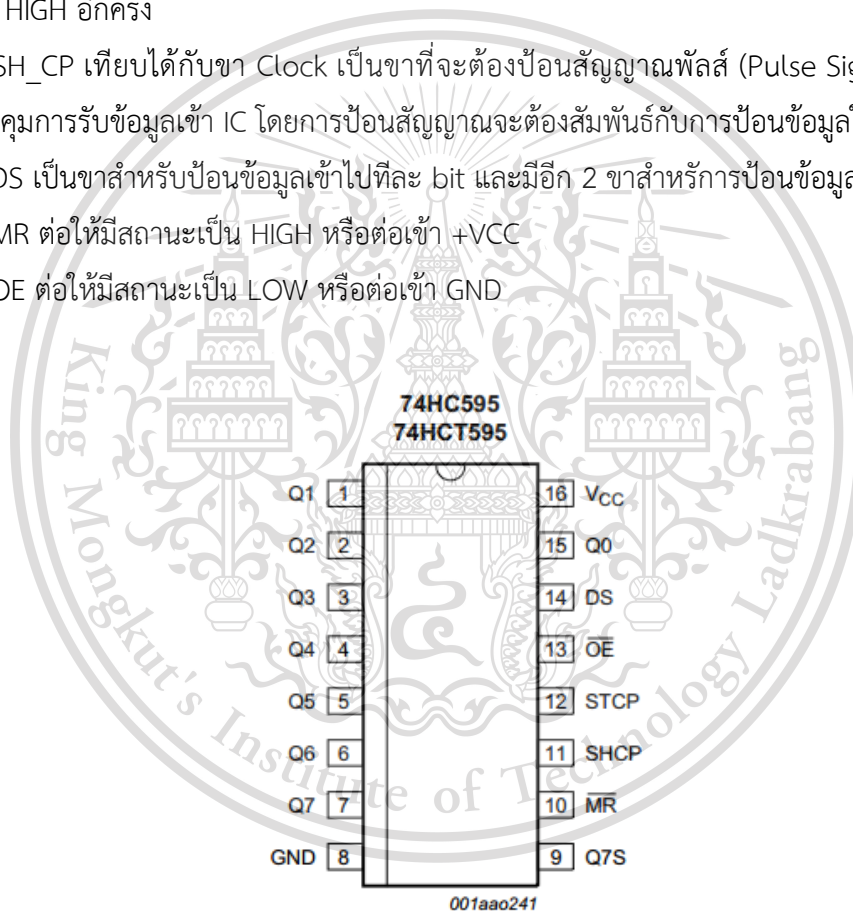 HIGH อีกครั้ง
SH_CP เทียบได้กับขา Clock เป็นขาที่จะต้องป้อนสัญญาณพัลส์ (Pulse Sig
คุมการรับข้อมูลเข้า IC โดยการป้อนสัญญาณจะต้องสัมพันธ์กับการป้อนข้อมูล
DS เป็นขาสำหรับป้อนข้อมูลเข้าไปทีละ bit และมีอีก 2 ขาสำหรัการป้อนข้อมูล
MR ต่อให้มีสถานะเป็น HIGH หรือต่อเข้า +VCC
OE ต่อให้มีสถานะเป็น LOW หรือต่อเข้า GND
74HC595
74HCT595
Q1 1 16 VCC
Q2 2 15 Q0
Q3 3 14 DS
Q4 4 13 OE
Q5 5 12 STCP
Q6 6 11 SHCP
Q7 7 10 MR
GND 8 9 Q7S
001aao241
King Mongkut's Institute of Technology Ladkrabang